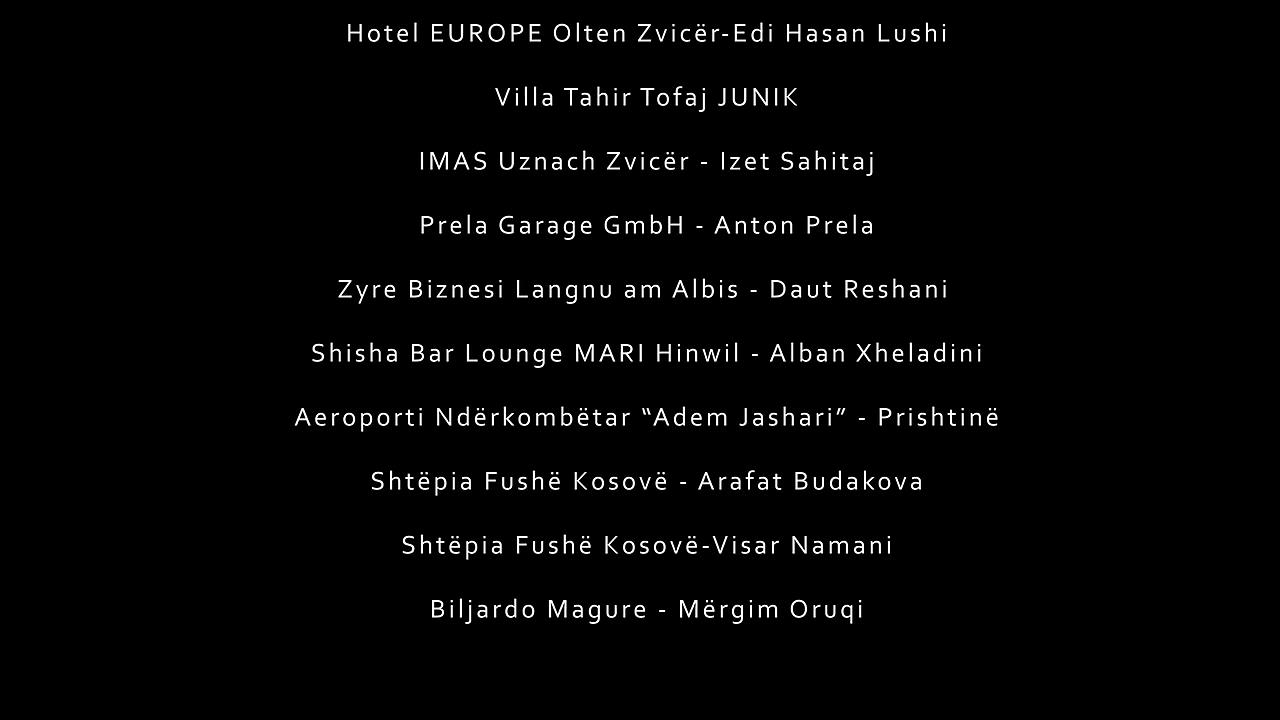 Hotel EUROPE Olten Zvicër-Edi Hasan Lushi
Villa Tahir Tofaj JUNIK
IMAS Uznach Zvicër - Izet Sahitaj
Prela Garage GmbH - Anton Prela
Zyre Biznesi Langnu am Albis - Daut Reshani
Shisha Bar Lounge MARI Hinwil - Alban Xheladini
Aeroporti Ndërkombëtar “Adem Jashari” - Prishtinë
Shtëpia Fushë Kosovë - Arafat Budakova
Shtëpia Fushë Kosovë-Visar Namani
Biljardo Magure - Mërgim Oruqi